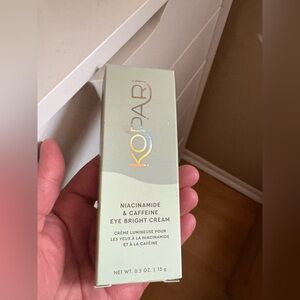 KOPARI
NIACINAMIDE
& CAFFEINE
EYE BRIGHT CREAM
CRÈME LUMINEUSE POUR
LES YEUX À LA NIACINAMIDE
ET À LA CAFÉINE
NET WT. 0.5 OZ. | 15 g